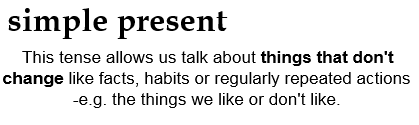 simple present
This tense allows us talk about things that don't
change like facts, habits or regularly repeated actions
-e.g. the things we like or don't like.